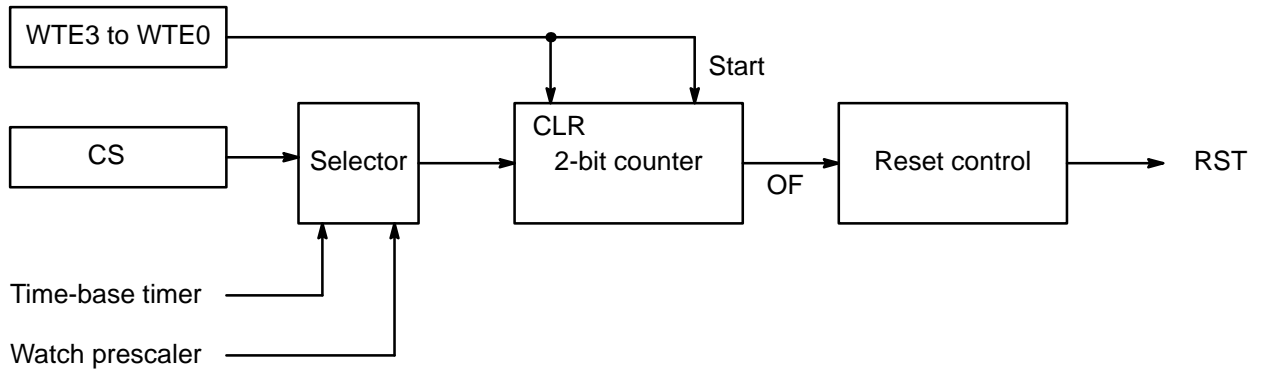 WTE3 to WTE0
Start
CS
Selector
CLR
2-bit counter
OF
Reset control
RST
Time-base timer
Watch prescaler